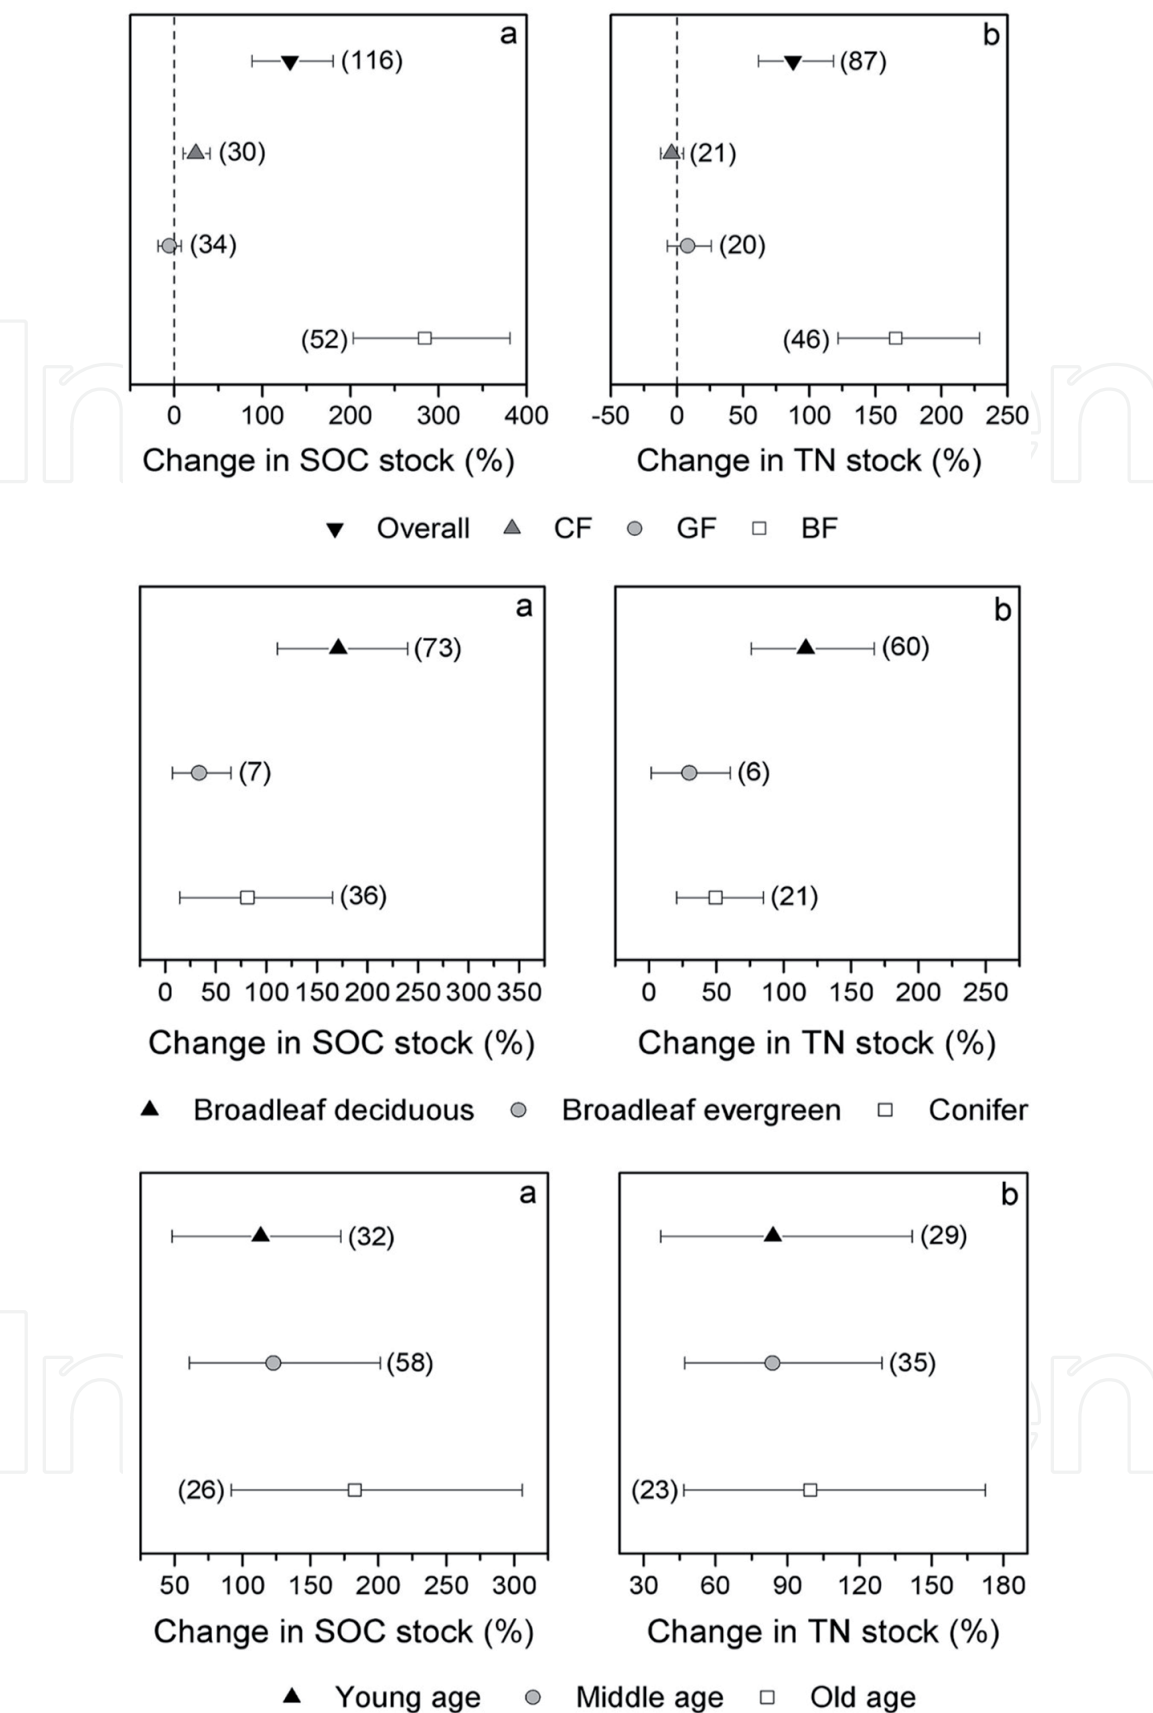 a
(116)
(30)
(34)
(52)
0 100 200 300 400
Change in SOC stock (%)
b
(87)
(21)
(20)
(46)
-50 0 50 100 150 200 250
Change in TN stock (%)
Overall CF GF BF
a
(73)
(7)
(36)
0 50 100 150 200 250 300 350
Change in SOC stock (%)
b
(60)
(6)
(21)
0 50 100 150 200 250
Change in TN stock (%)
Broadleaf deciduous Broadleaf evergreen Conifer
a
(32)
(58)
(26)
50 100 150 200 250 300
Change in SOC stock (%)
b
(29)
(35)
(23)
30 60 90 120 150 180
Change in TN stock (%)
Young age Middle age Old age